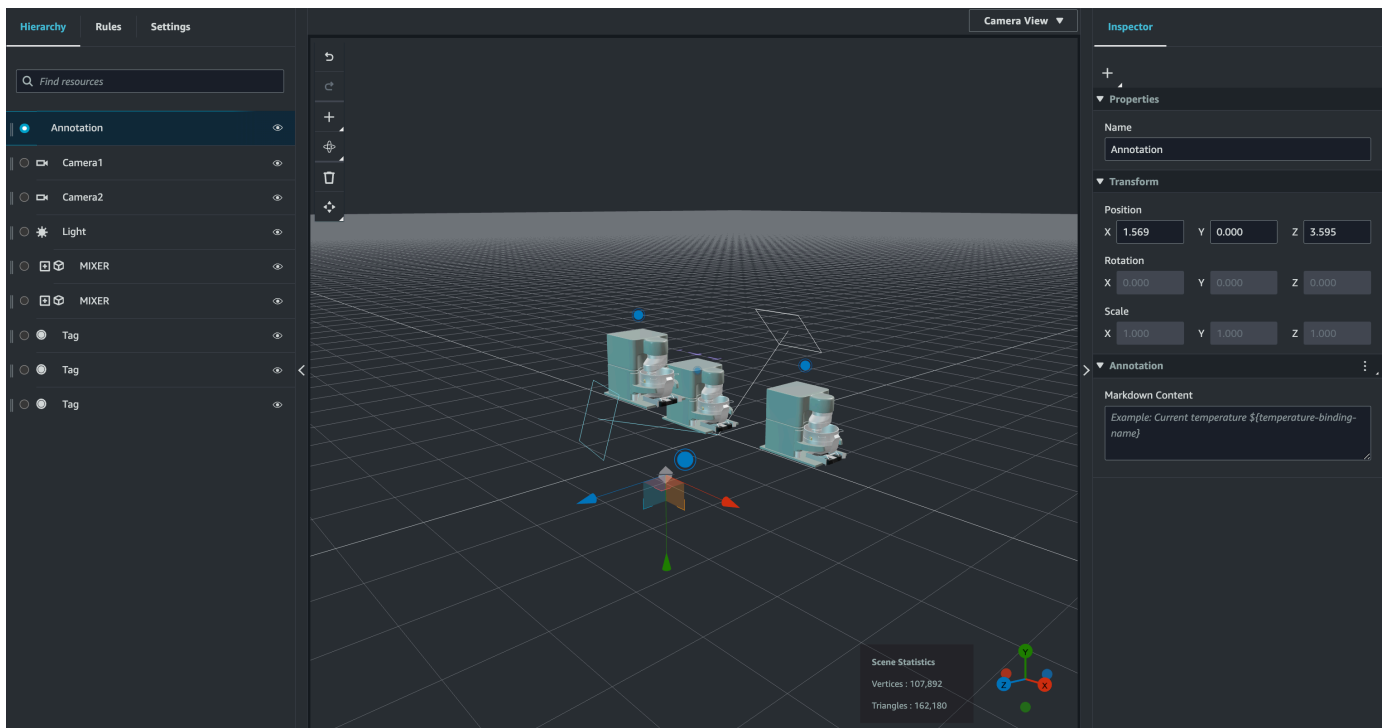 Hierarchy Rules Settings
Find resources
Annotation
Camera1
Camera2
Light
MIXER
MIXER
Tag
Tag
Tag
Camera View
Scene Statistics
Vertices : 107,892
Triangles : 162,180
Y
Z
X
Inspector
Properties
Name
Annotation
Transform
Position
X 1.569 Y 0.000 Z 3.595
Rotation
X 0.000 Y 0.000 Z 0.000
Scale
X 1.000 Y 1.000 Z 1.000
Annotation
Markdown Content
Example: Current temperature ${temperature-binding-
name}